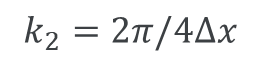 k₂ = 2π/4Δx